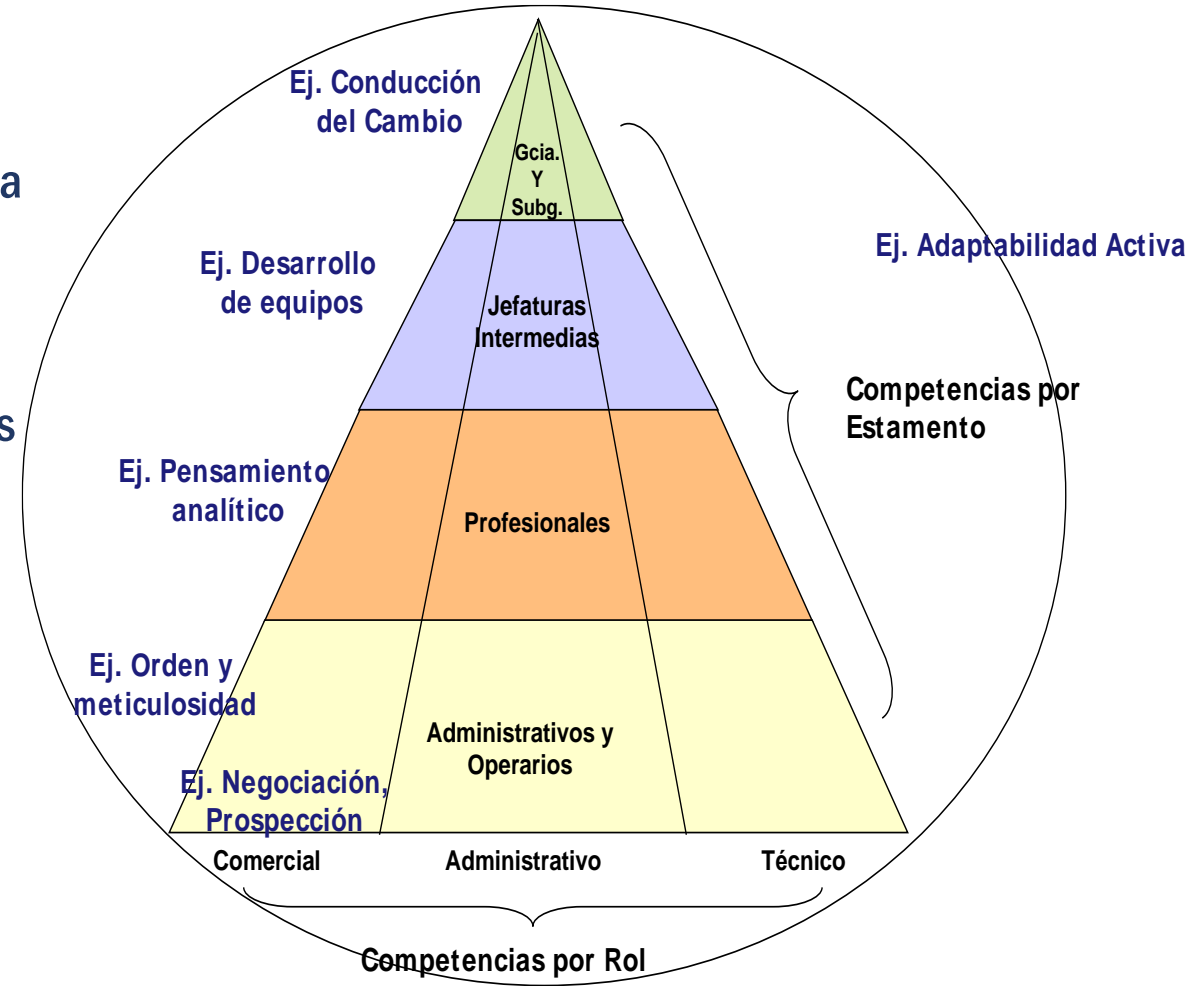 Ej. Conducción
del Cambio
Gcia.
Y
Subg.
a
Ej. Adaptabilidad Activa
Ej. Desarrollo
de equipos
Jefaturas
Intermedias
Competencias por
Estamento
s
Ej. Pensamiento
analítico
Profesionales
Ej. Orden y
meticulosidad
Administrativos y
Operarios
Ej. Negociación,
Prospección
Comercial
Administrativo
Técnico
Competencias por Rol